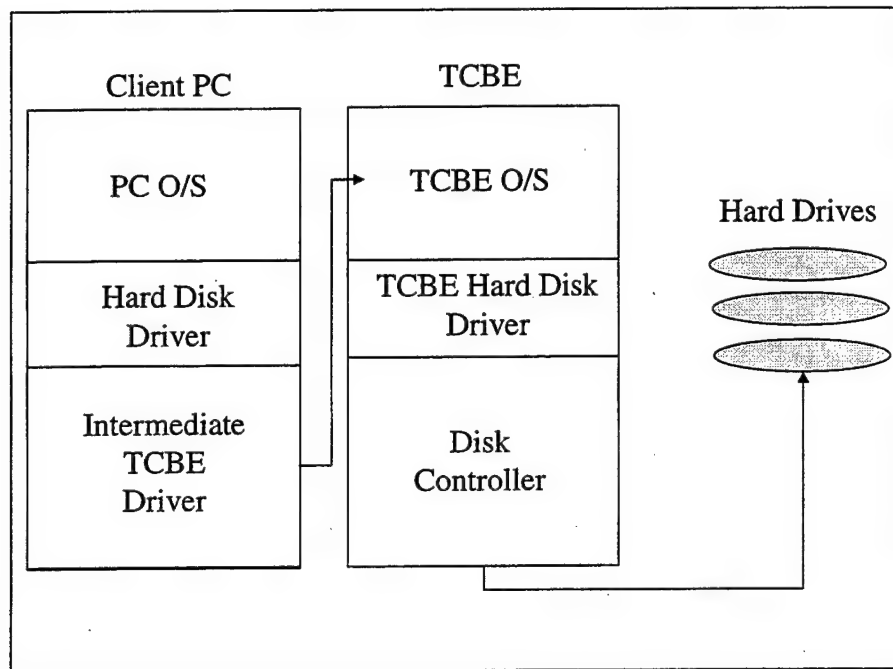 Client PC
PC O/S
Hard Disk
Driver
Intermediate
TCBE
Driver
TCBE
TCBE O/S
TCBE Hard Disk
Driver
Disk
Controller
Hard Drives